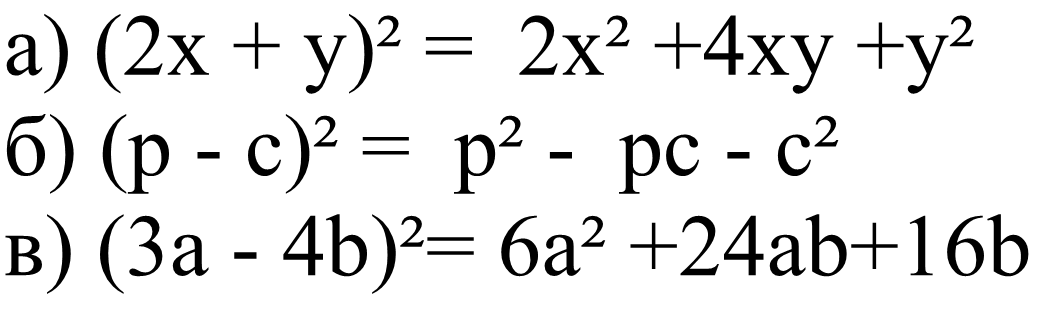 а) (2x + y)² = 2x² +4xy +y²
б) (p - c)² = p² - pc - c²
в) (3a - 4b)²= 6a² +24ab+16b